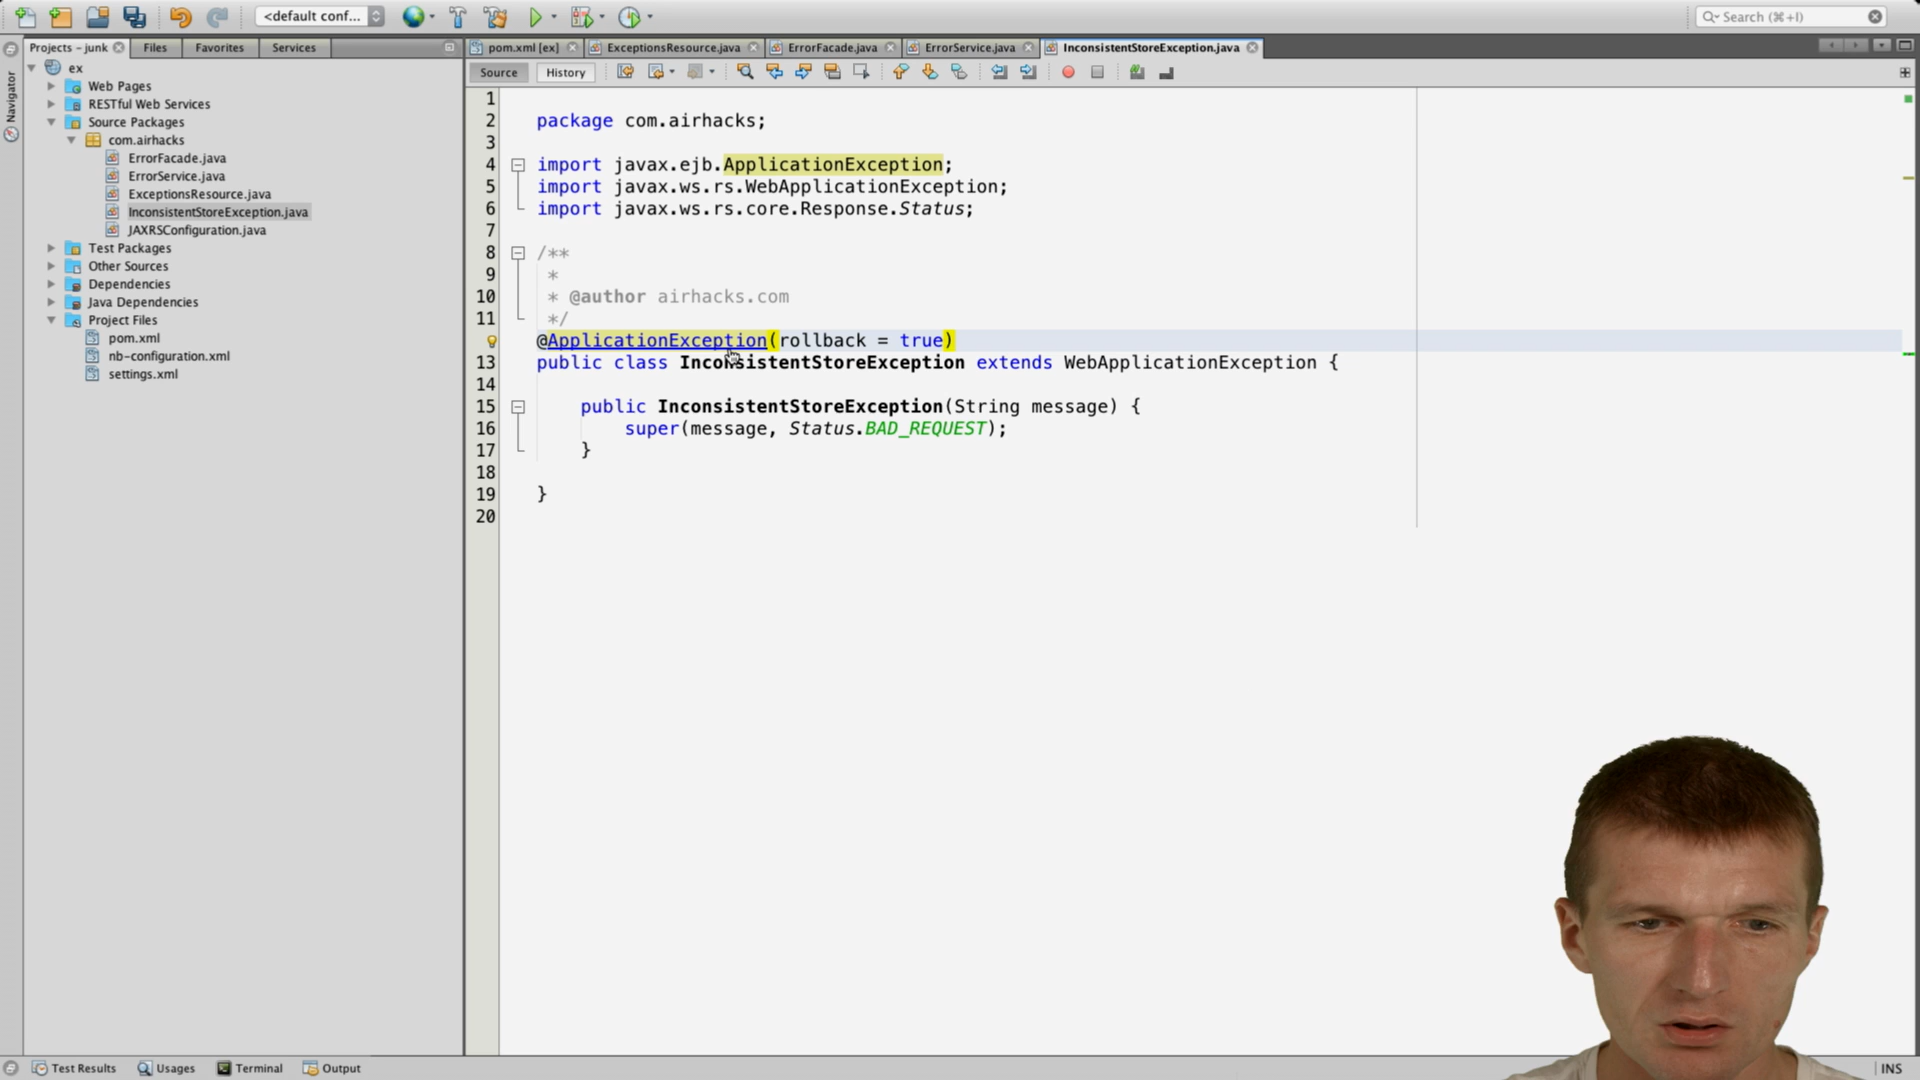 <default conf...
Search (⌘+I)
Projects - junk
Files
Favorites
Services
pom.xml [ex]
ExceptionsResource.java
ErrorFacade.java
ErrorService.java
InconsistentStoreException.java
Source
History
Navigator
ex
Web Pages
RESTful Web Services
Source Packages
com.airhacks
ErrorFacade.java
ErrorService.java
ExceptionsResource.java
InconsistentStoreException.java
JAXRSConfiguration.java
Test Packages
Other Sources
Dependencies
Java Dependencies
Project Files
pom.xml
nb-configuration.xml
settings.xml
1
2 package com.airhacks;
3
4 import javax.ejb.ApplicationException;
5 import javax.ws.rs.WebApplicationException;
6 import javax.ws.rs.core.Response.Status;
7
8 /**
9 *
10 * @author airhacks.com
11 */
@ApplicationException(rollback = true)
13 public class InconsistentStoreException extends WebApplicationException {
14
15 public InconsistentStoreException(String message) {
16 super(message, Status.BAD_REQUEST);
17 }
18
19 }
20
Test Results
Usages
Terminal
Output
INS